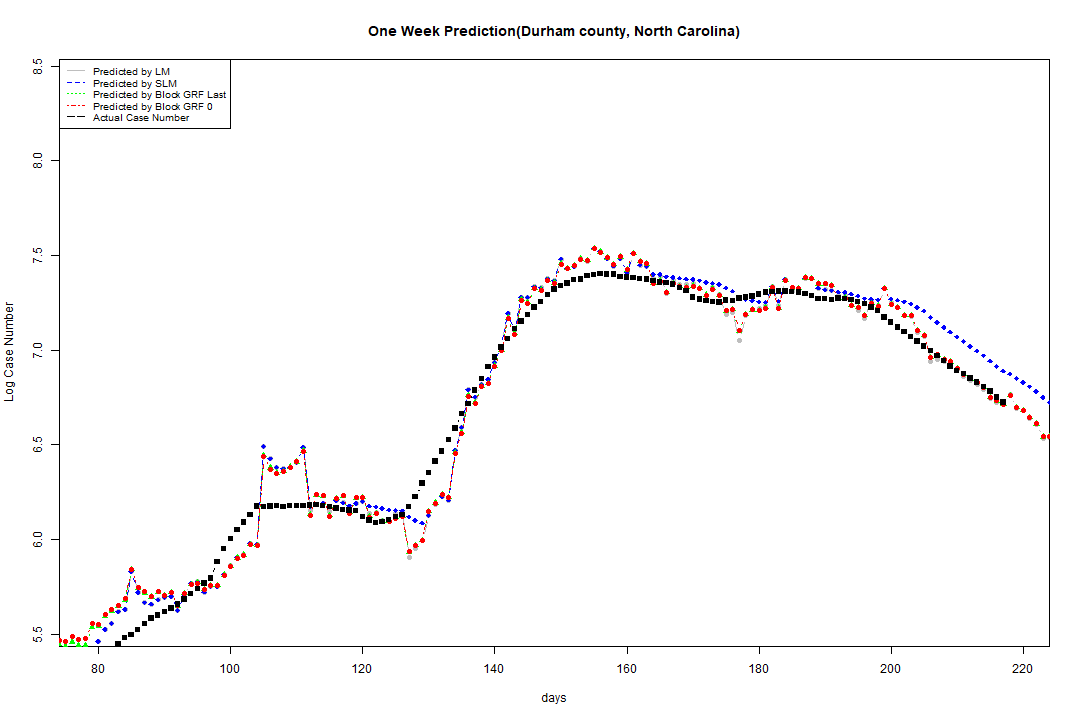 One Week Prediction(Durham county, North Carolina)
Predicted by LM
Predicted by SLM
Predicted by Block GRF Last
Predicted by Block GRF 0
Actual Case Number
Log Case Number
8.5
8.0
7.5
7.0
6.5
6.0
5.5
80 100 120 140 160 180 200 220
days